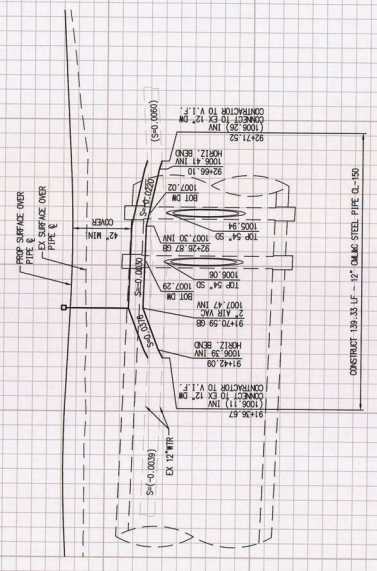 PROP SURFACE OVER
PIPE ℄
EX SURFACE OVER
PIPE ℄
42" MIN.
COVER
S=(-0.0039)
EX 12"WTR
S=0.0376
S=-0.0030
S=-0.0220
(S=0.0060)
91+36.67
(1006.11) INV
CONNECT TO EX 12" DW
CONTRACTOR TO V.I.F.
91+42.09
1006.39 INV
HORIZ. BEND
91+70.59 GB
1007.47 INV
2" AIR VAC
BOT DW
1007.29
TOP 54" SD
1006.06
92+26.87 GB
1007.30 INV
BOT DW
1007.02
TOP 54" SD
1005.94
92+66.10
1006.41 INV
HORIZ. BEND
92+71.52
(1006.26) INV
CONNECT TO EX 12" DW
CONTRACTOR TO V.I.F.
CONSTRUCT 139.33 LF - 12" CML&C STEEL PIPE CL-150